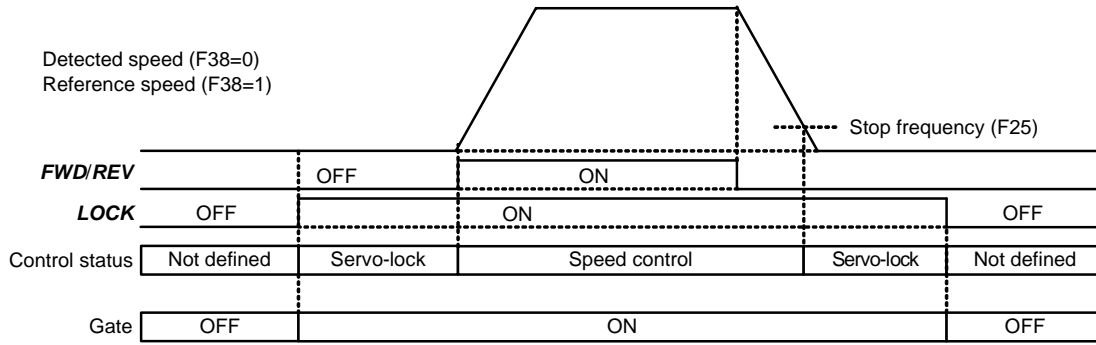 Detected speed (F38=0)
Reference speed (F38=1)
Stop frequency (F25)
FWD/REV OFF ON
LOCK OFF ON OFF
Control status Not defined Servo-lock Speed control Servo-lock Not defined
Gate OFF ON OFF